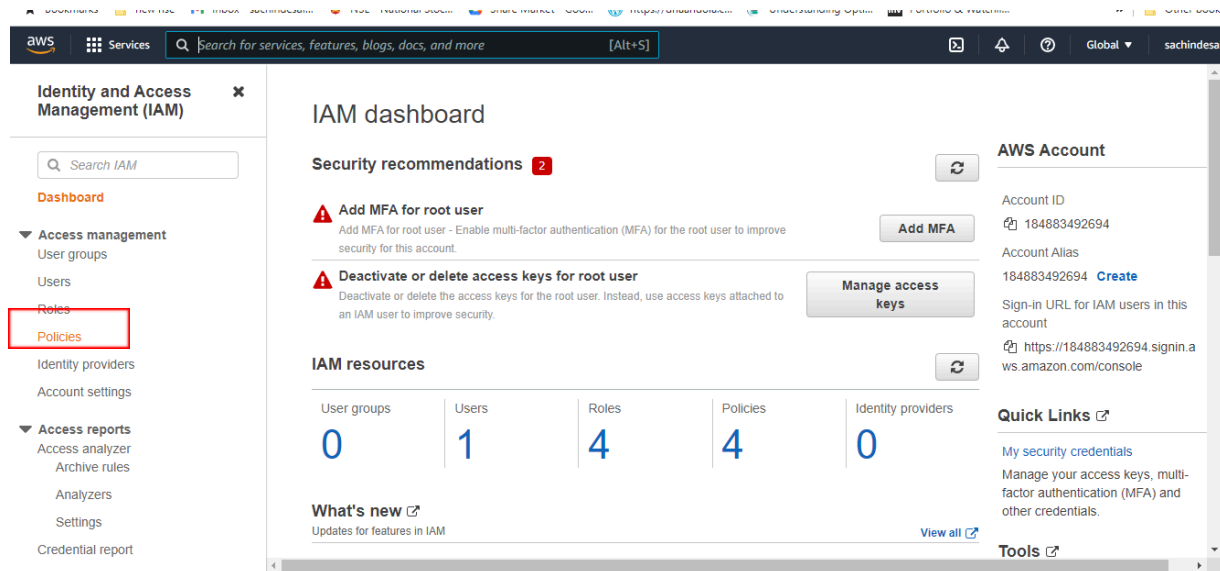 aws
Services
Search for services, features, blogs, docs, and more
[Alt+S]
Global
sachindesa
Identity and Access
Management (IAM)
Search IAM
Dashboard
Access management
User groups
Users
Roles
Policies
Identity providers
Account settings
Access reports
Access analyzer
Archive rules
Analyzers
Settings
Credential report
IAM dashboard
Security recommendations 2
Add MFA for root user
Add MFA for root user - Enable multi-factor authentication (MFA) for the root user to improve
security for this account.
Add MFA
Deactivate or delete access keys for root user
Deactivate or delete the access keys for the root user. Instead, use access keys attached to
an IAM user to improve security.
Manage access
keys
IAM resources
User groups
0
Users
1
Roles
4
Policies
4
Identity providers
0
What's new
Updates for features in IAM
View all
AWS Account
Account ID
184883492694
Account Alias
184883492694 Create
Sign-in URL for IAM users in this
account
https://184883492694.signin.a
ws.amazon.com/console
Quick Links
My security credentials
Manage your access keys, multi-
factor authentication (MFA) and
other credentials.
Tools